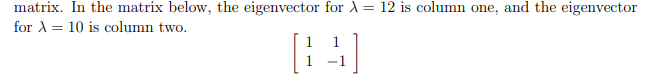 matrix. In the matrix below, the eigenvector for λ = 12 is column one, and the eigenvector
for λ = 10 is column two.
[ 1 1
1 −1 ]